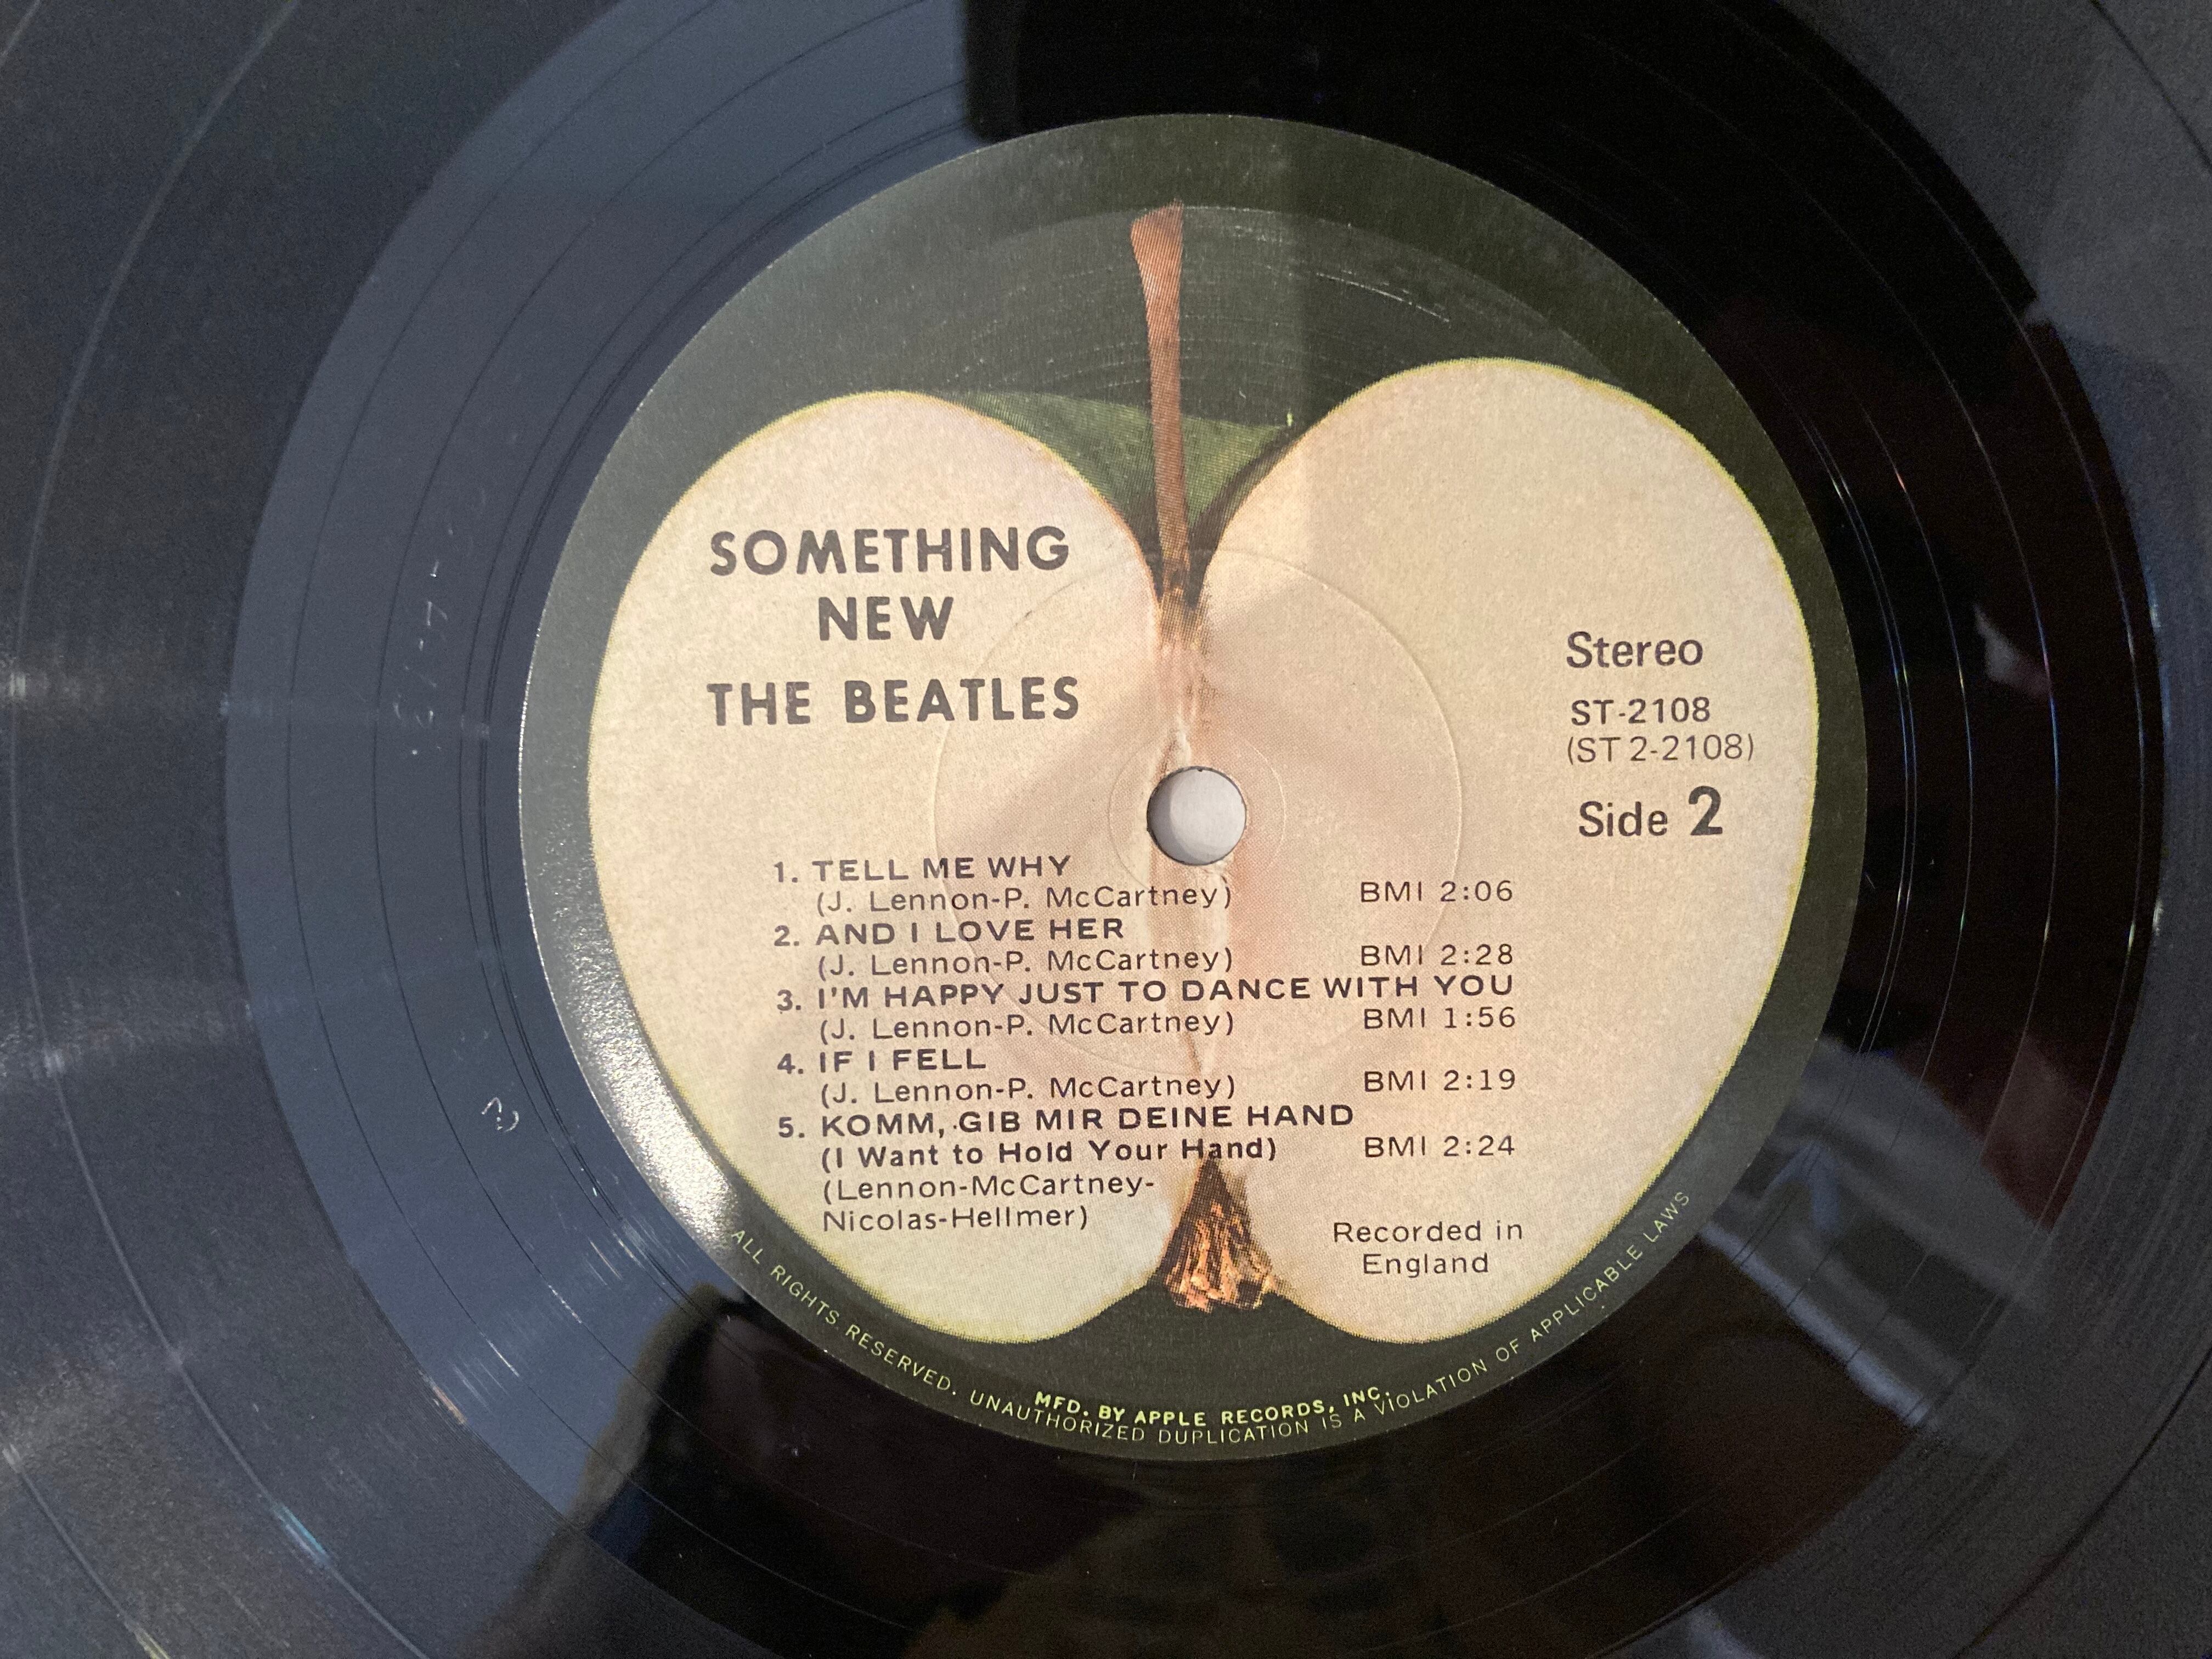 SOMETHING
NEW
THE BEATLES
Stereo
ST-2108
(ST 2-2108)
Side 2
1. TELL ME WHY
(J. Lennon-P. McCartney) BMI 2:06
2. AND I LOVE HER
(J. Lennon-P. McCartney) BMI 2:28
3. I'M HAPPY JUST TO DANCE WITH YOU
(J. Lennon-P. McCartney) BMI 1:56
4. IF I FELL
(J. Lennon-P. McCartney) BMI 2:19
5. KOMM, GIB MIR DEINE HAND
(I Want to Hold Your Hand) BMI 2:24
(Lennon-McCartney-
Nicolas-Hellmer)
Recorded in
England
MFD. BY APPLE RECORDS, INC.
ALL RIGHTS RESERVED. UNAUTHORIZED DUPLICATION IS A VIOLATION OF APPLICABLE LAWS